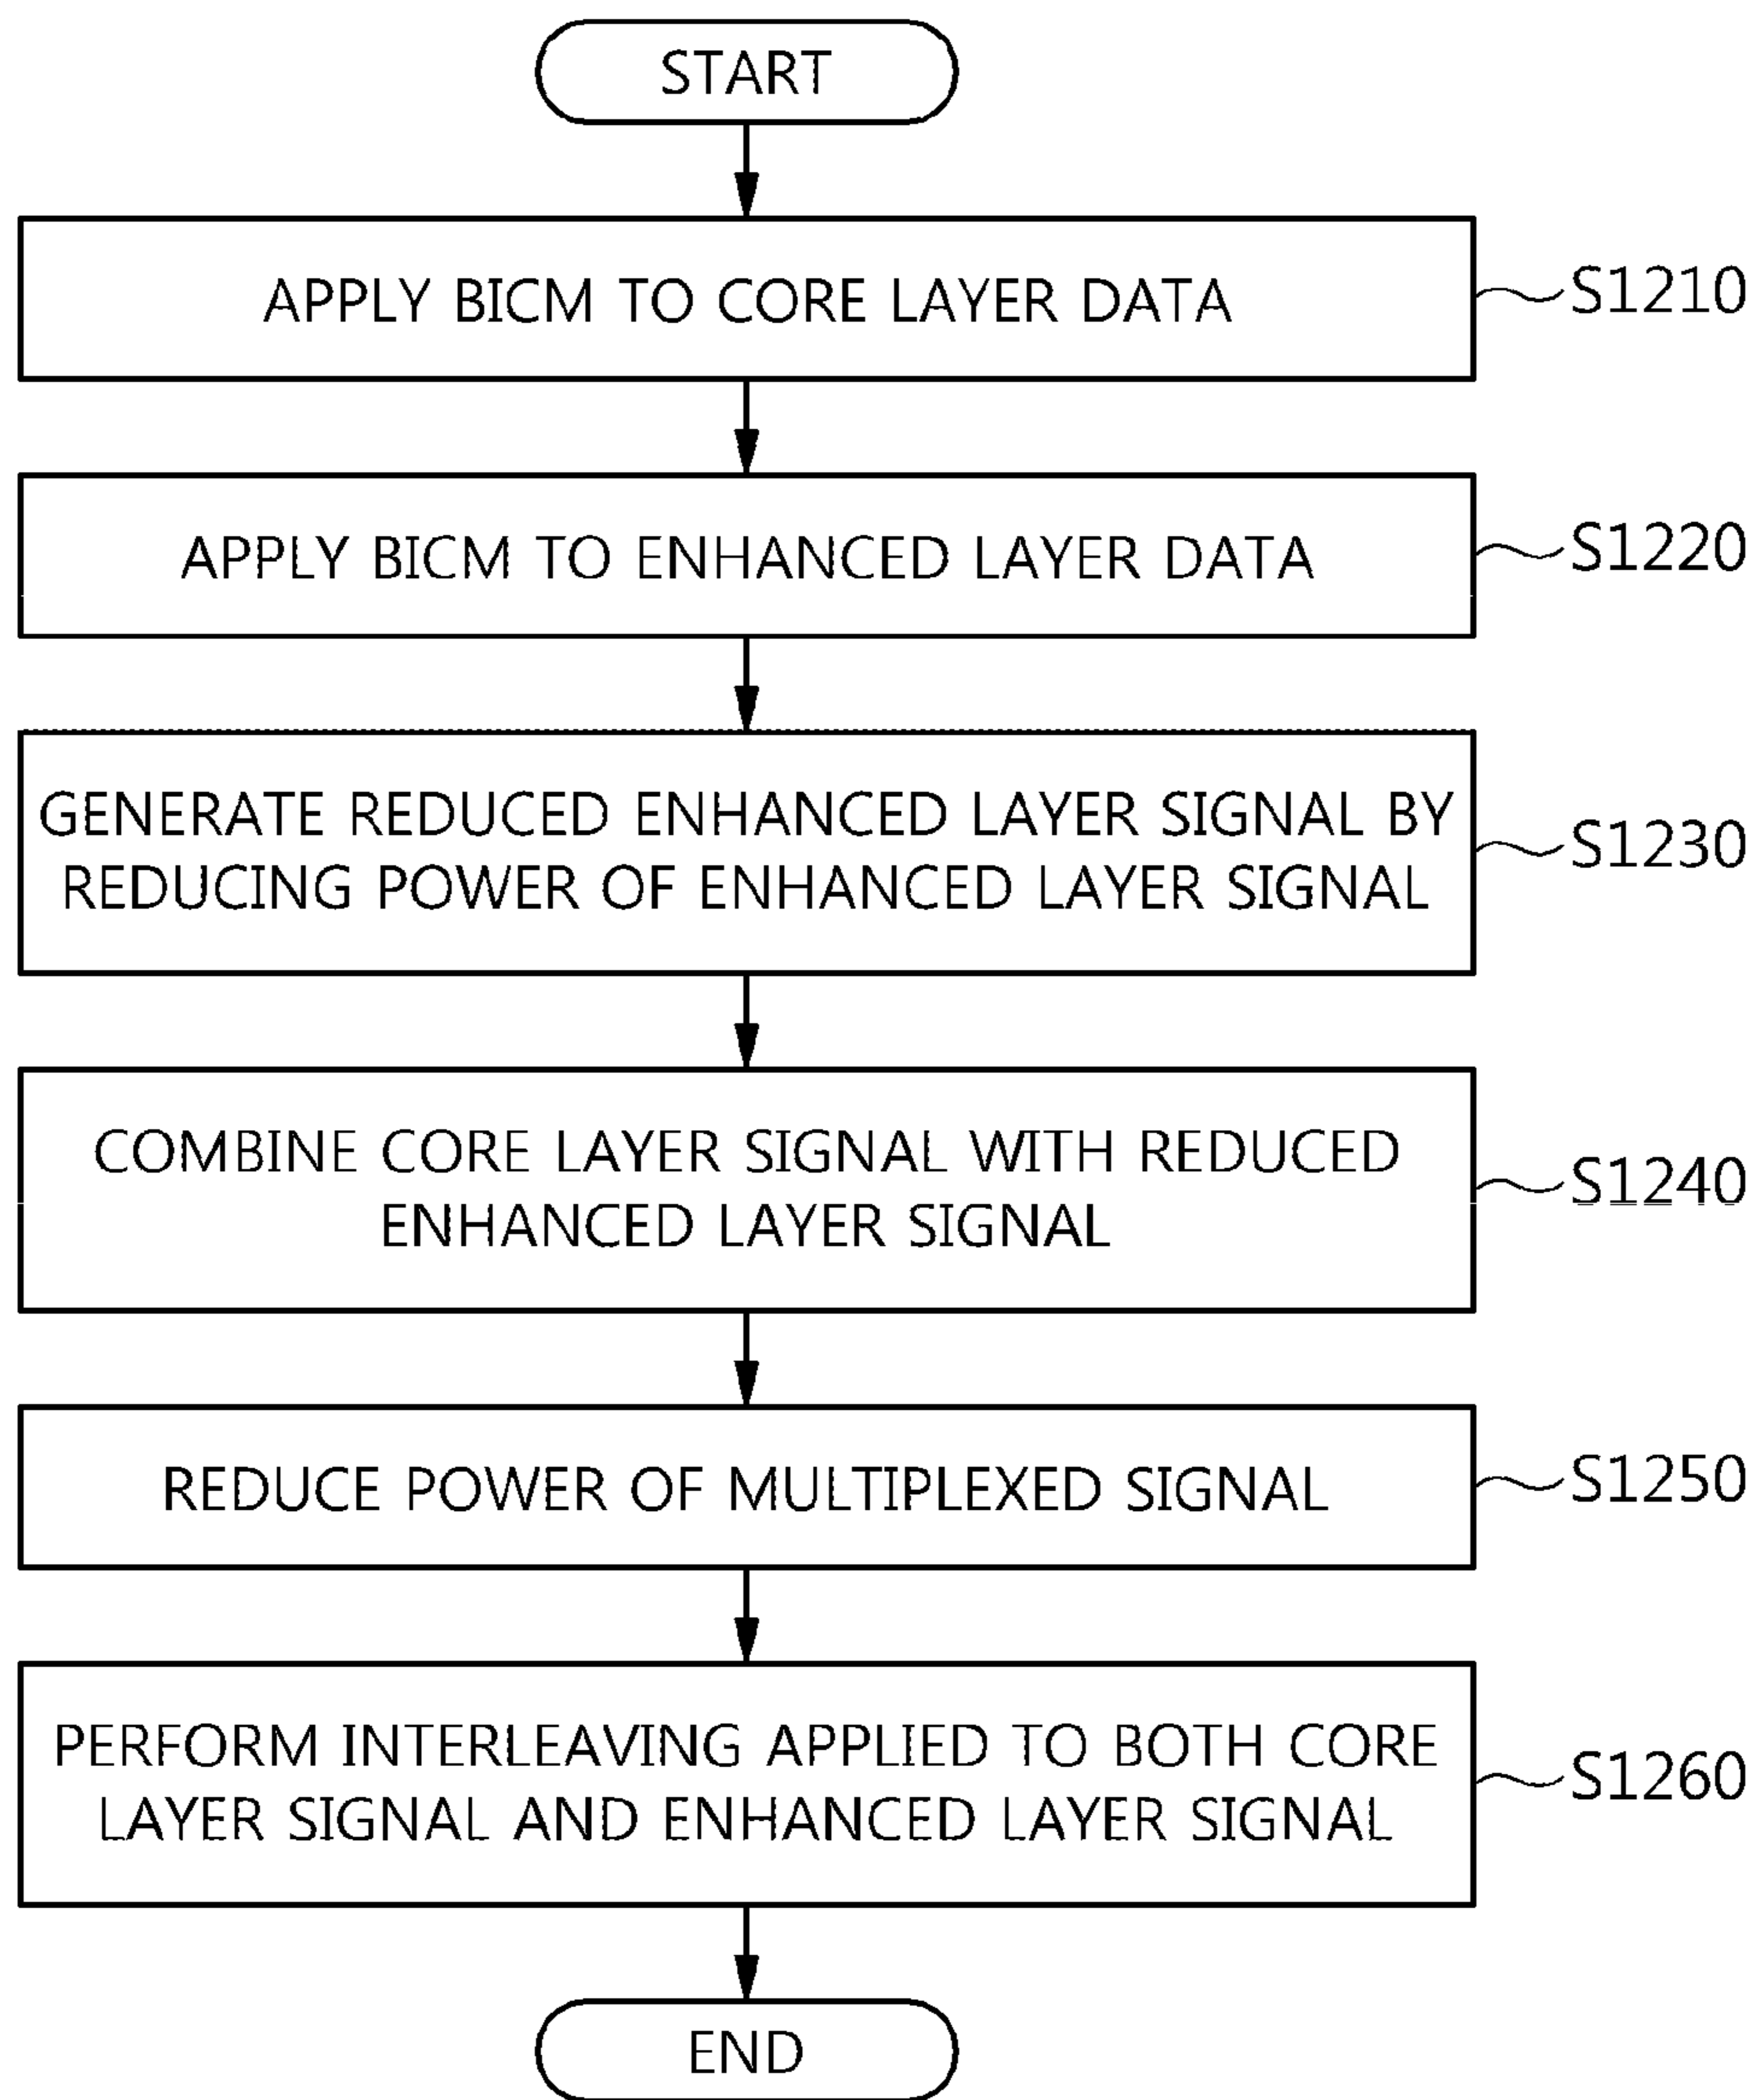 START
APPLY BICM TO CORE LAYER DATA
S1210
APPLY BICM TO ENHANCED LAYER DATA
S1220
GENERATE REDUCED ENHANCED LAYER SIGNAL BY
REDUCING POWER OF ENHANCED LAYER SIGNAL
S1230
COMBINE CORE LAYER SIGNAL WITH REDUCED
ENHANCED LAYER SIGNAL
S1240
REDUCE POWER OF MULTIPLEXED SIGNAL
S1250
PERFORM INTERLEAVING APPLIED TO BOTH CORE
LAYER SIGNAL AND ENHANCED LAYER SIGNAL
S1260
END